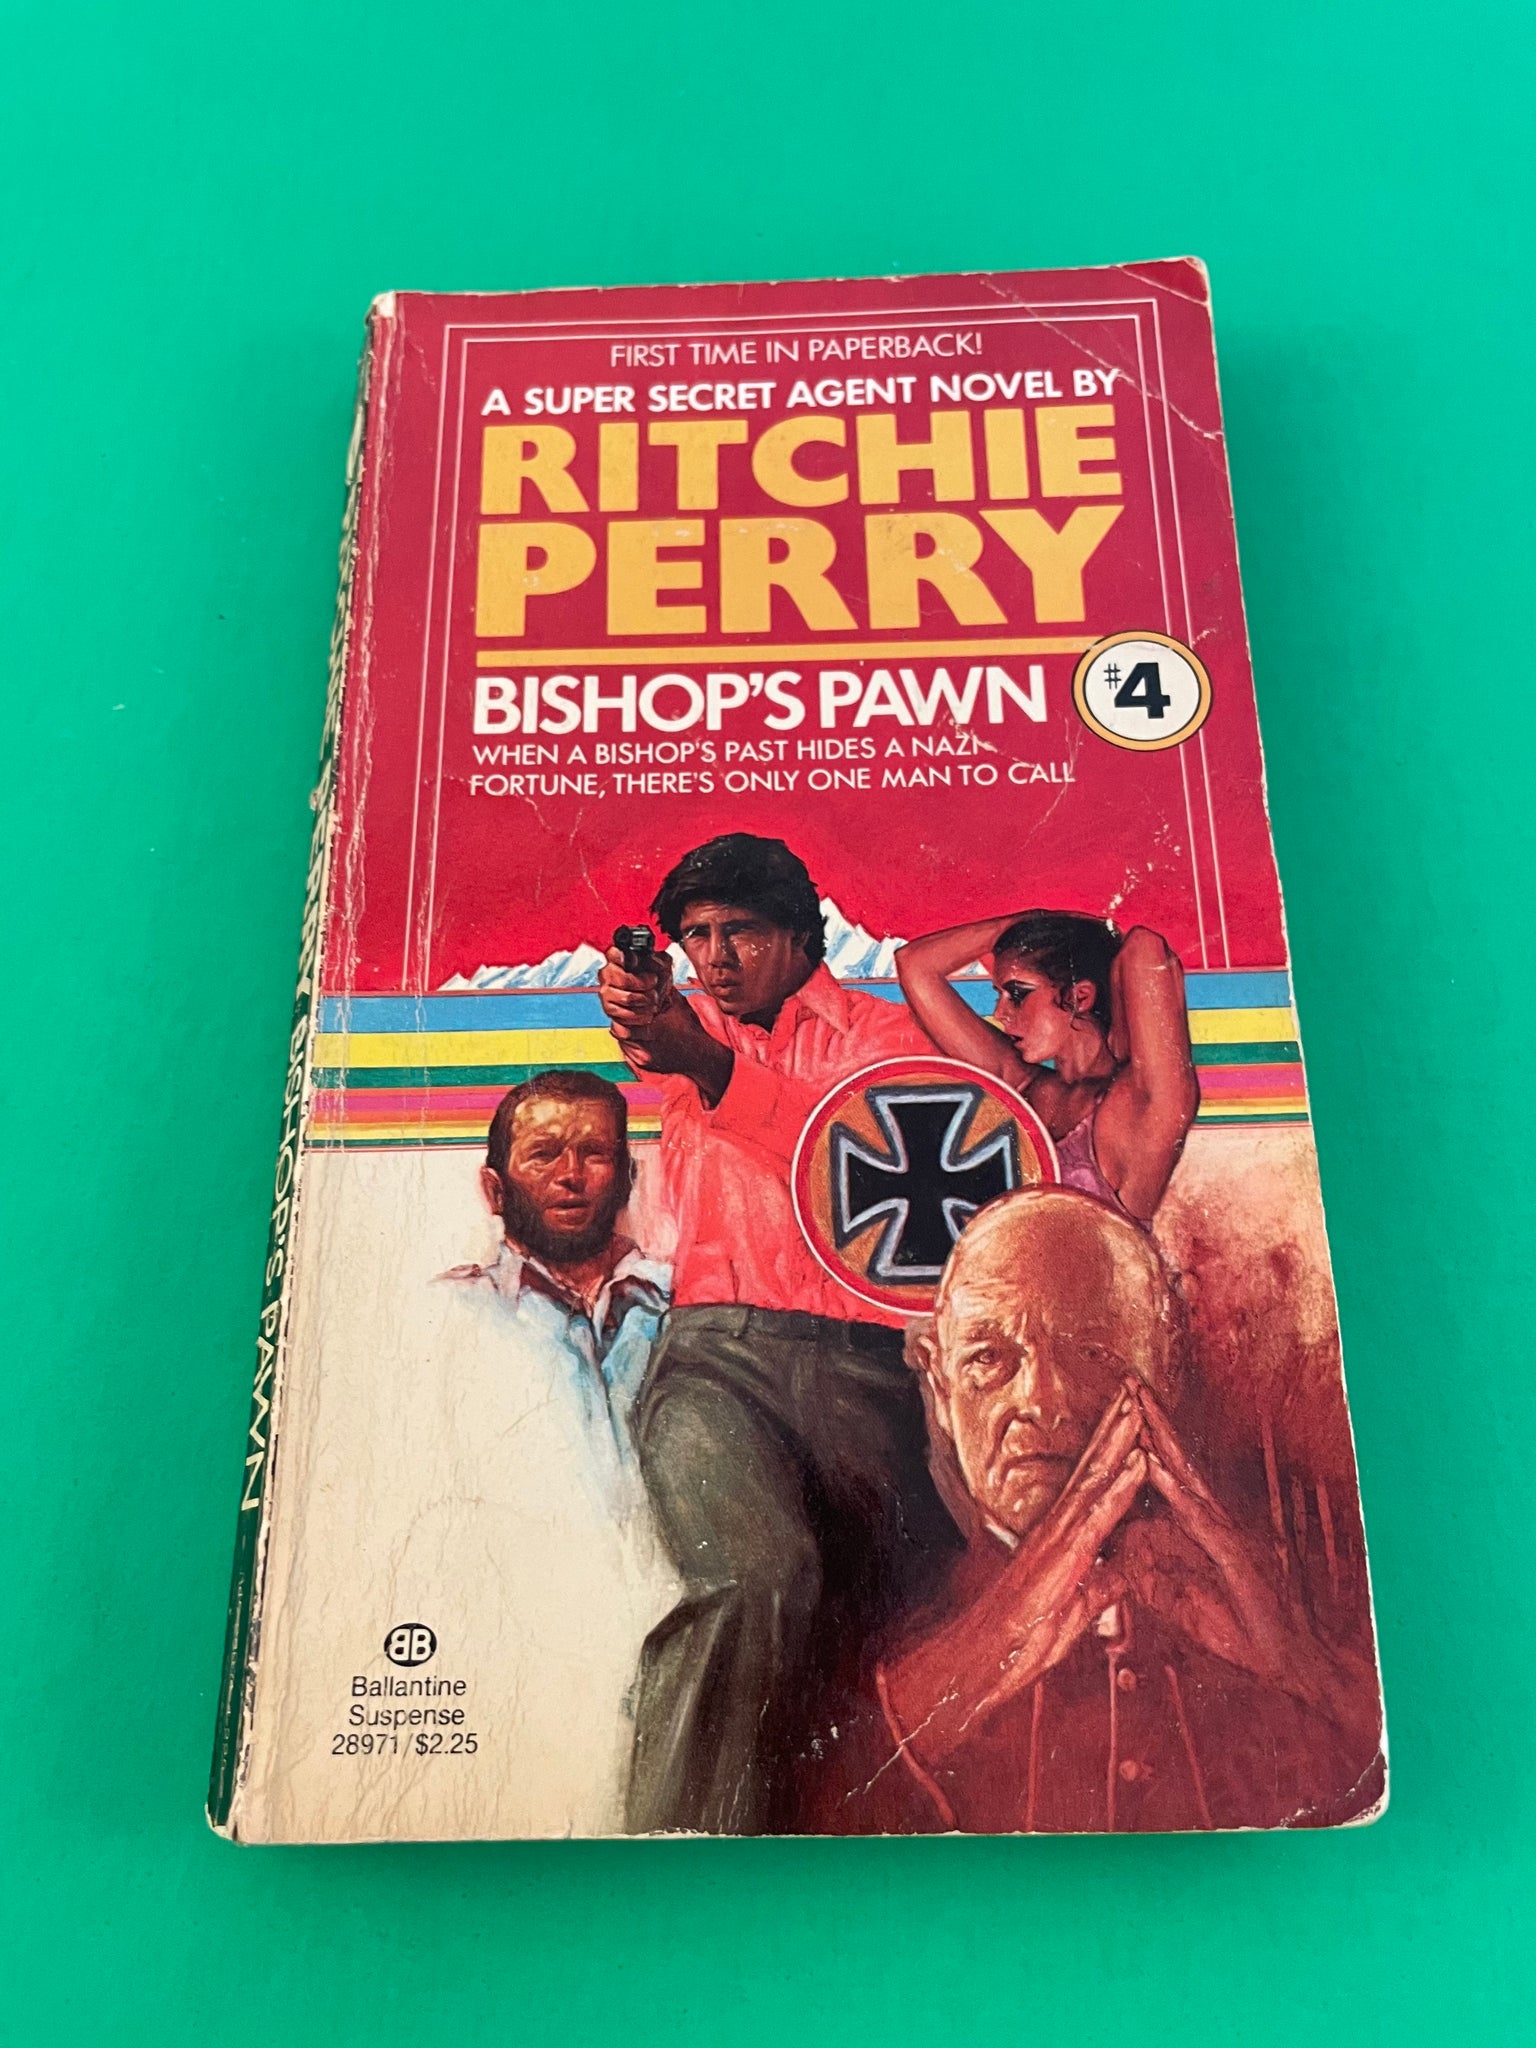 FIRST TIME IN PAPERBACK!
A SUPER SECRET AGENT NOVEL BY
RITCHIE
PERRY
BISHOP'S PAWN
#4
WHEN A BISHOP'S PAST HIDES A NAZI
FORTUNE, THERE'S ONLY ONE MAN TO CALL
BB
Ballantine
Suspense
28971/$2.25
PERRY BISHOP'S PAWN